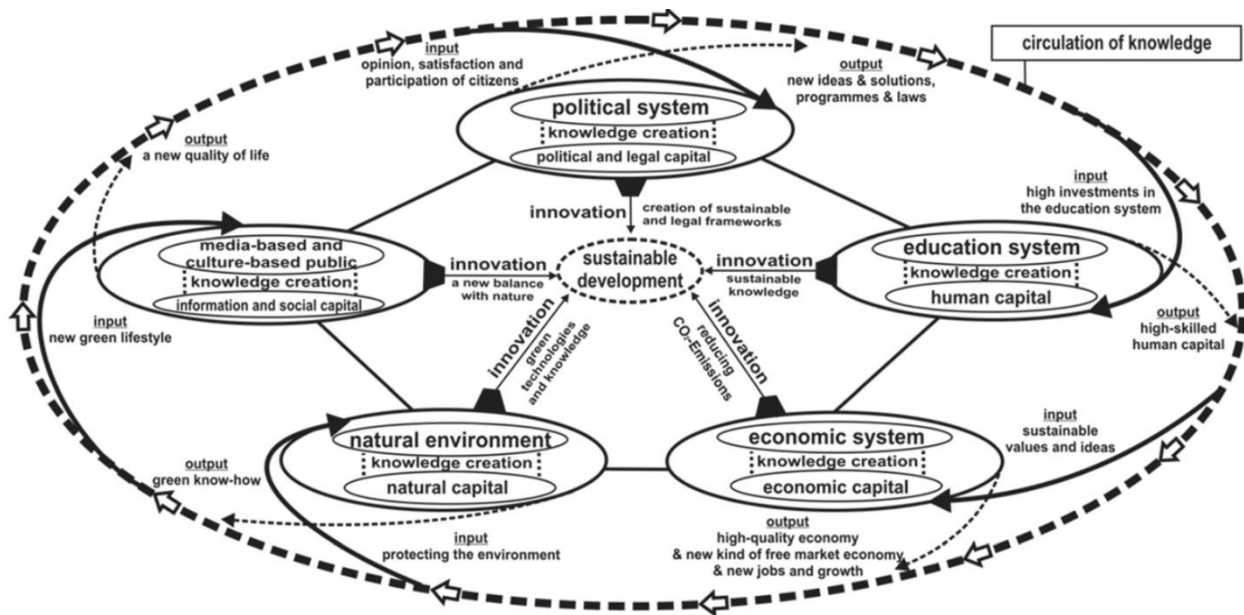 circulation of knowledge
input
opinion, satisfaction and
participation of citizens
output
new ideas & solutions,
programmes & laws
political system
knowledge creation
political and legal capital
output
a new quality of life
input
high investments in
the education system
innovation
creation of sustainable
and legal frameworks
media-based and
culture-based public
knowledge creation
information and social capital
innovation
a new balance
with nature
sustainable
development
innovation
sustainable
knowledge
education system
knowledge creation
human capital
input
new green lifestyle
output
high-skilled
human capital
innovation
green
technologies
and knowledge
innovation
reducing
CO₂-Emissions
natural environment
knowledge creation
natural capital
economic system
knowledge creation
economic capital
input
sustainable
values and ideas
output
green know-how
input
protecting the environment
output
high-quality economy
& new kind of free market economy
& new jobs and growth